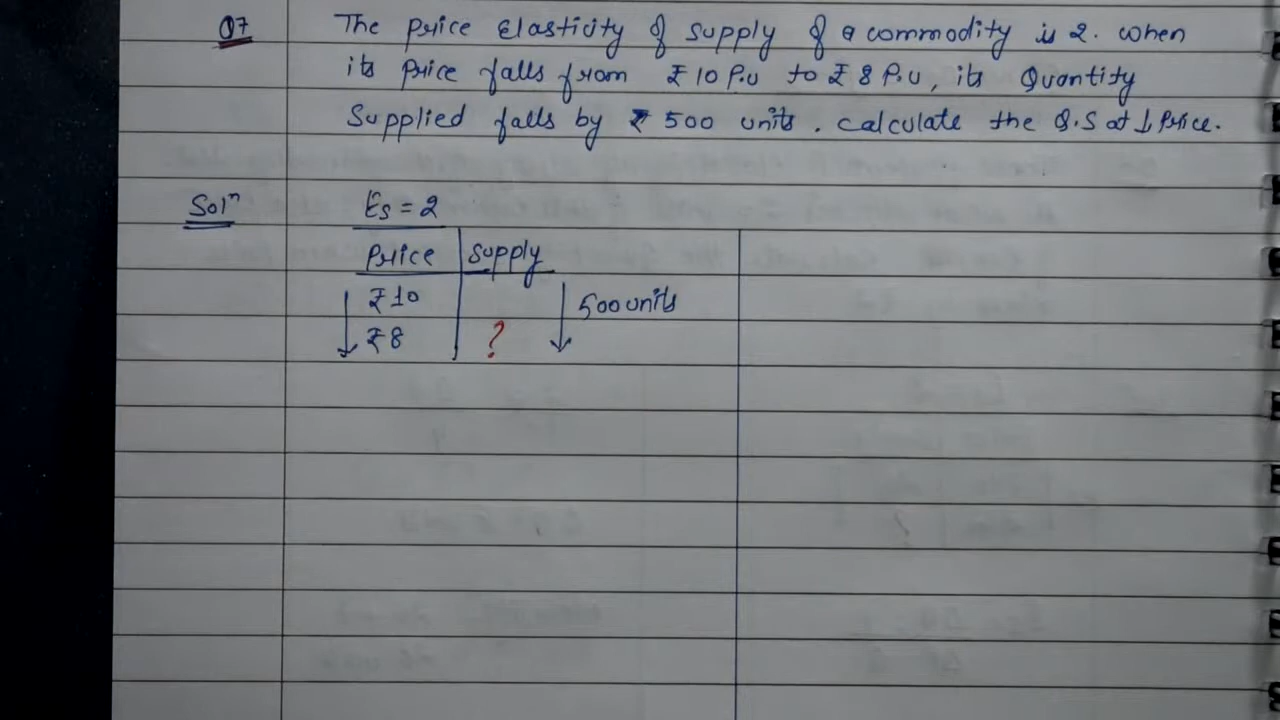 Q7 The Price Elasticity of supply of a commodity is 2. when
its Price falls from ₹ 10 P.U to ₹ 8 P.U, its Quantity
Supplied falls by ₹ 500 units. calculate the Q.S at ↓ Price.
Solⁿ Es = 2
Price Supply
₹ 10 500 units
₹ 8 ?